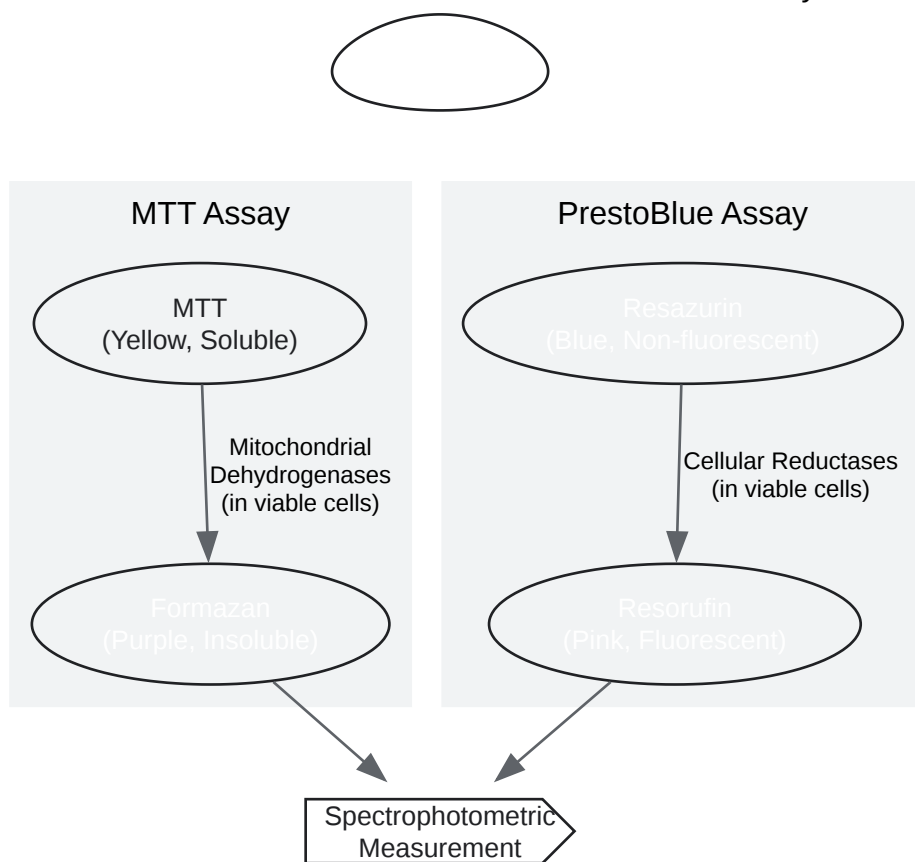 MTT Assay
MTT
(Yellow, Soluble)
Mitochondrial
Dehydrogenases
(in viable cells)
Formazan
(Purple, Insoluble)
PrestoBlue Assay
Resazurin
(Blue, Non-fluorescent)
Cellular Reductases
(in viable cells)
Resorufin
(Pink, Fluorescent)
Spectrophotometric
Measurement